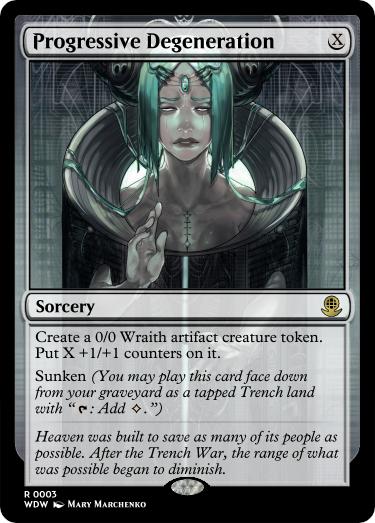 Progressive Degeneration X
Sorcery
Create a 0/0 Wraith artifact creature token.
Put X +1/+1 counters on it.
Sunken (You may play this card face down
from your graveyard as a tapped Trench land
with “: Add .”)
Heaven was built to save as many of its people as
possible. After the Trench War, the range of what
was possible began to diminish.
R 0003
WDW Mary Marchenko